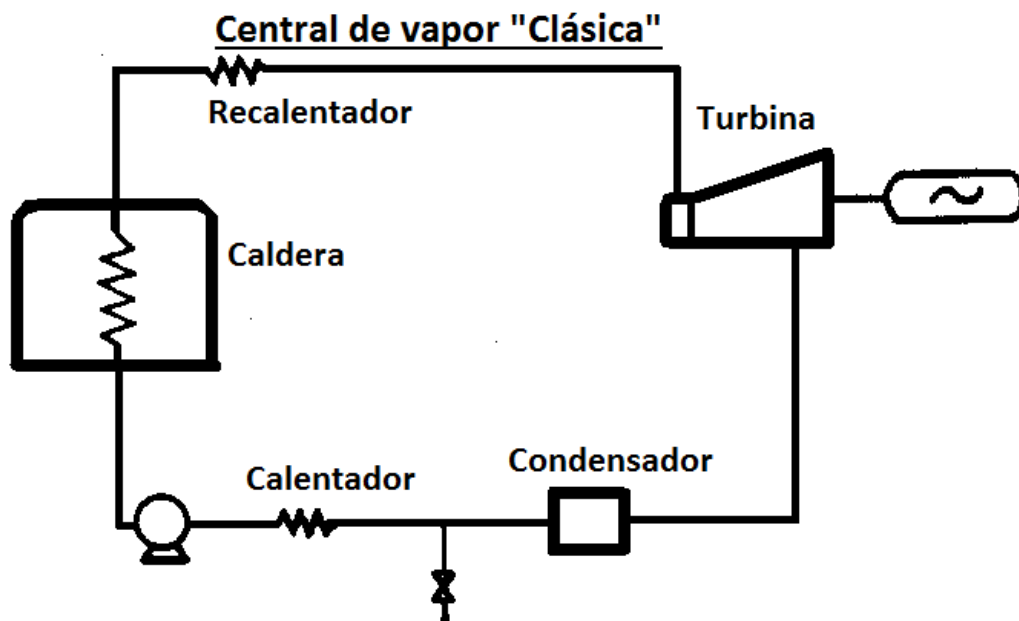 Central de vapor "Clásica"
Recalentador
Turbina
Caldera
Condensador
Calentador